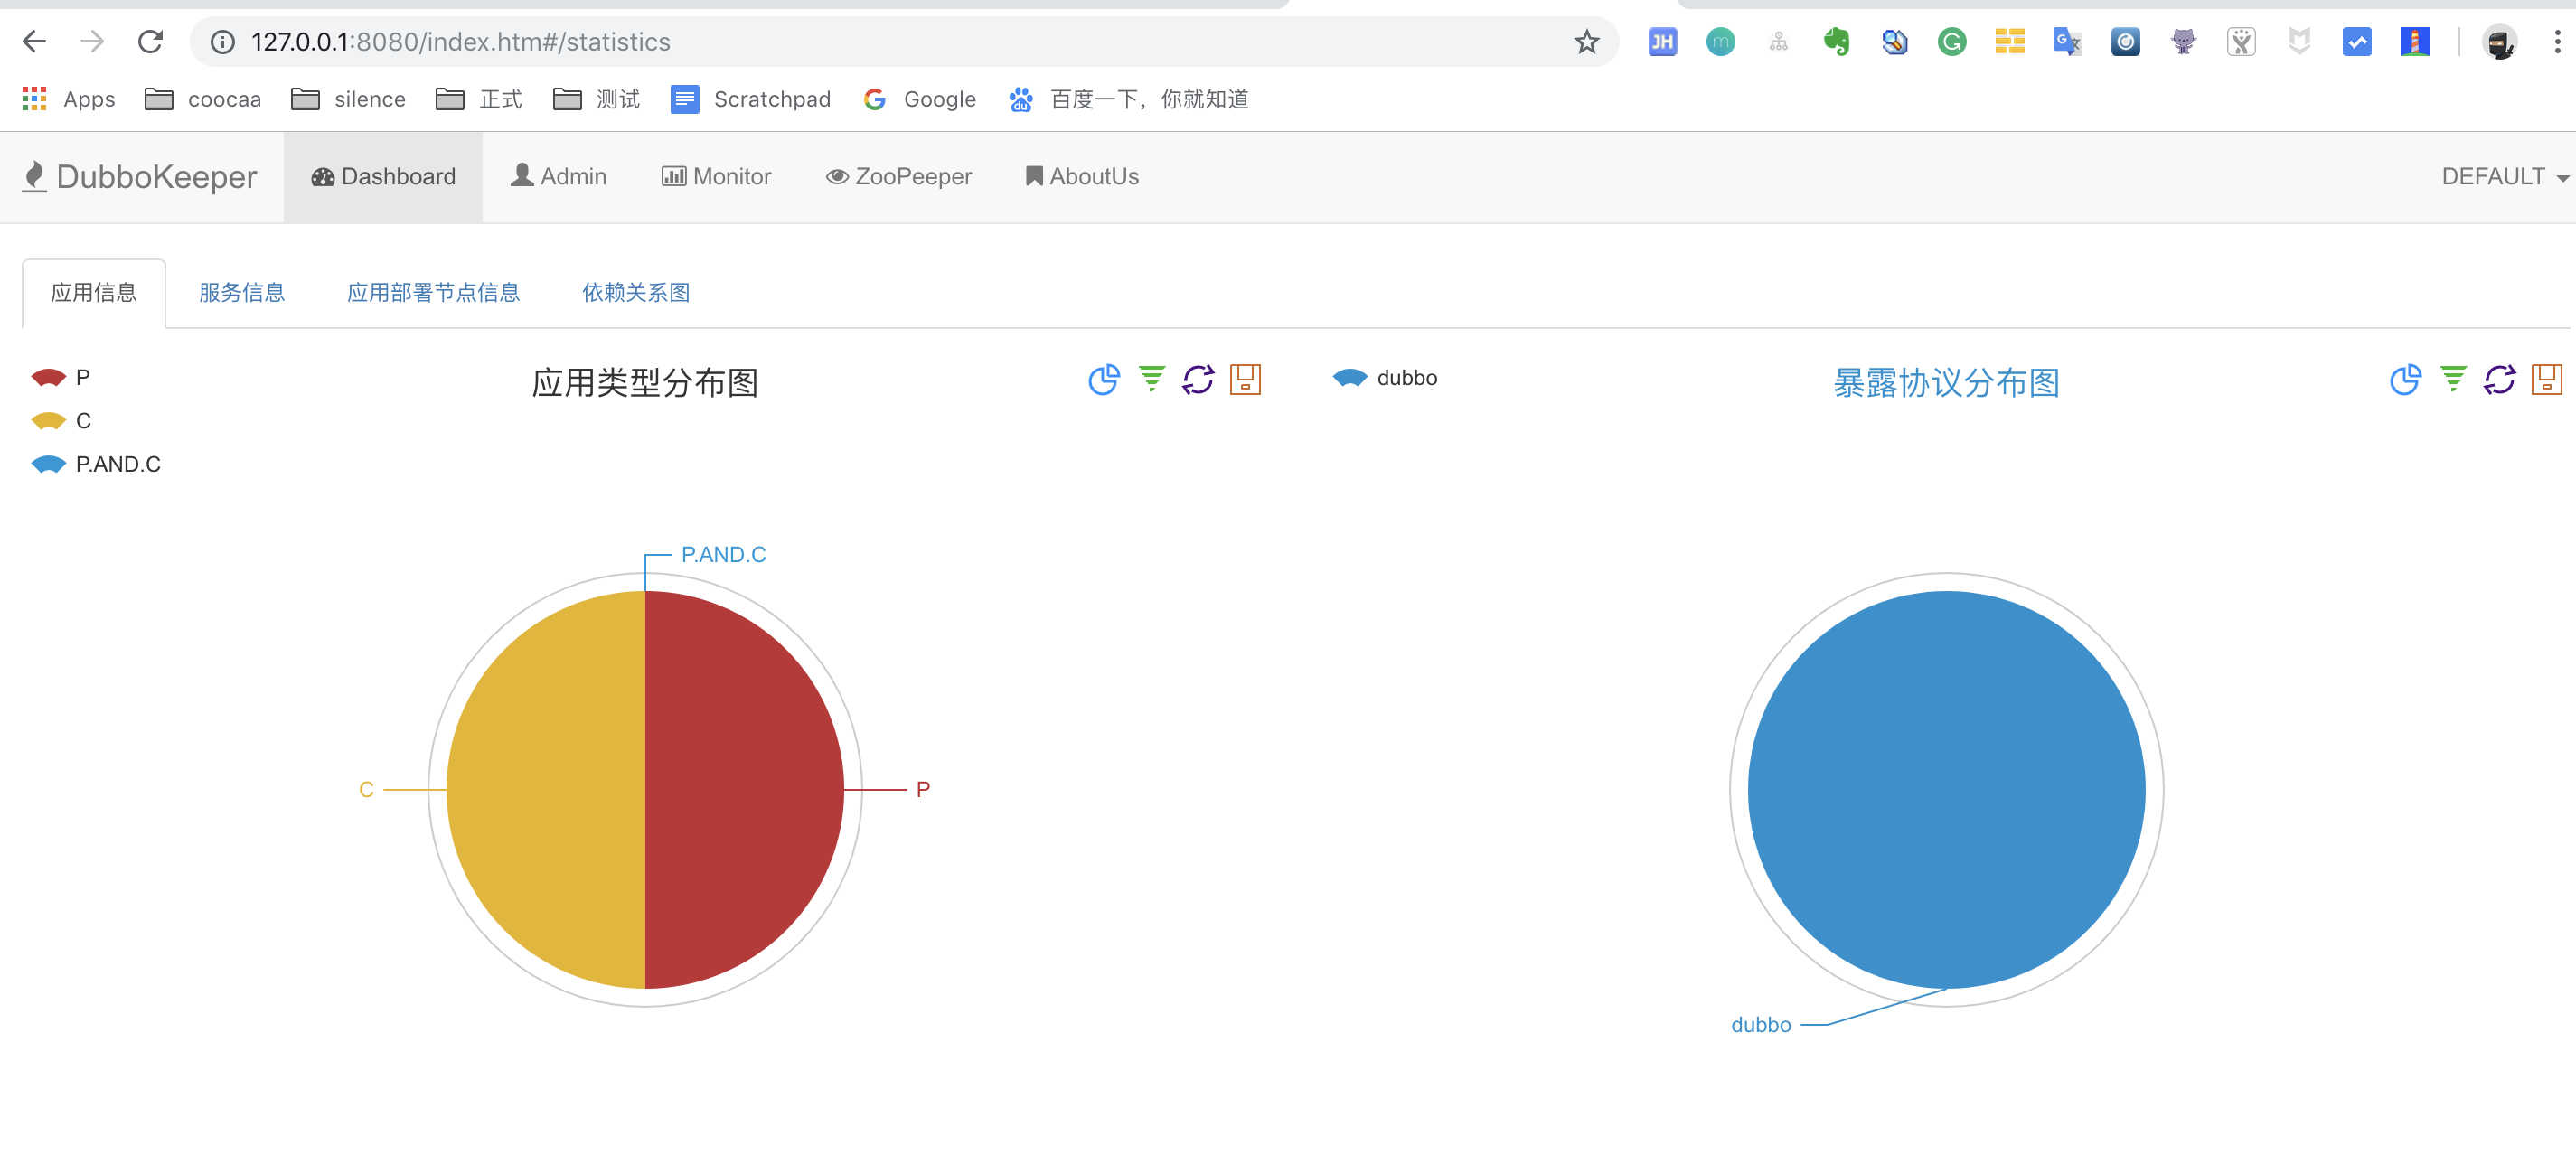 127.0.0.1:8080/index.htm#/statistics
Apps coocaa silence 正式 测试 Scratchpad Google 百度一下，你就知道
DubboKeeper Dashboard Admin Monitor ZooPeeper AboutUs DEFAULT
应用信息 服务信息 应用部署节点信息 依赖关系图
P
C
P.AND.C
应用类型分布图
P.AND.C
C
P
dubbo
暴露协议分布图
dubbo